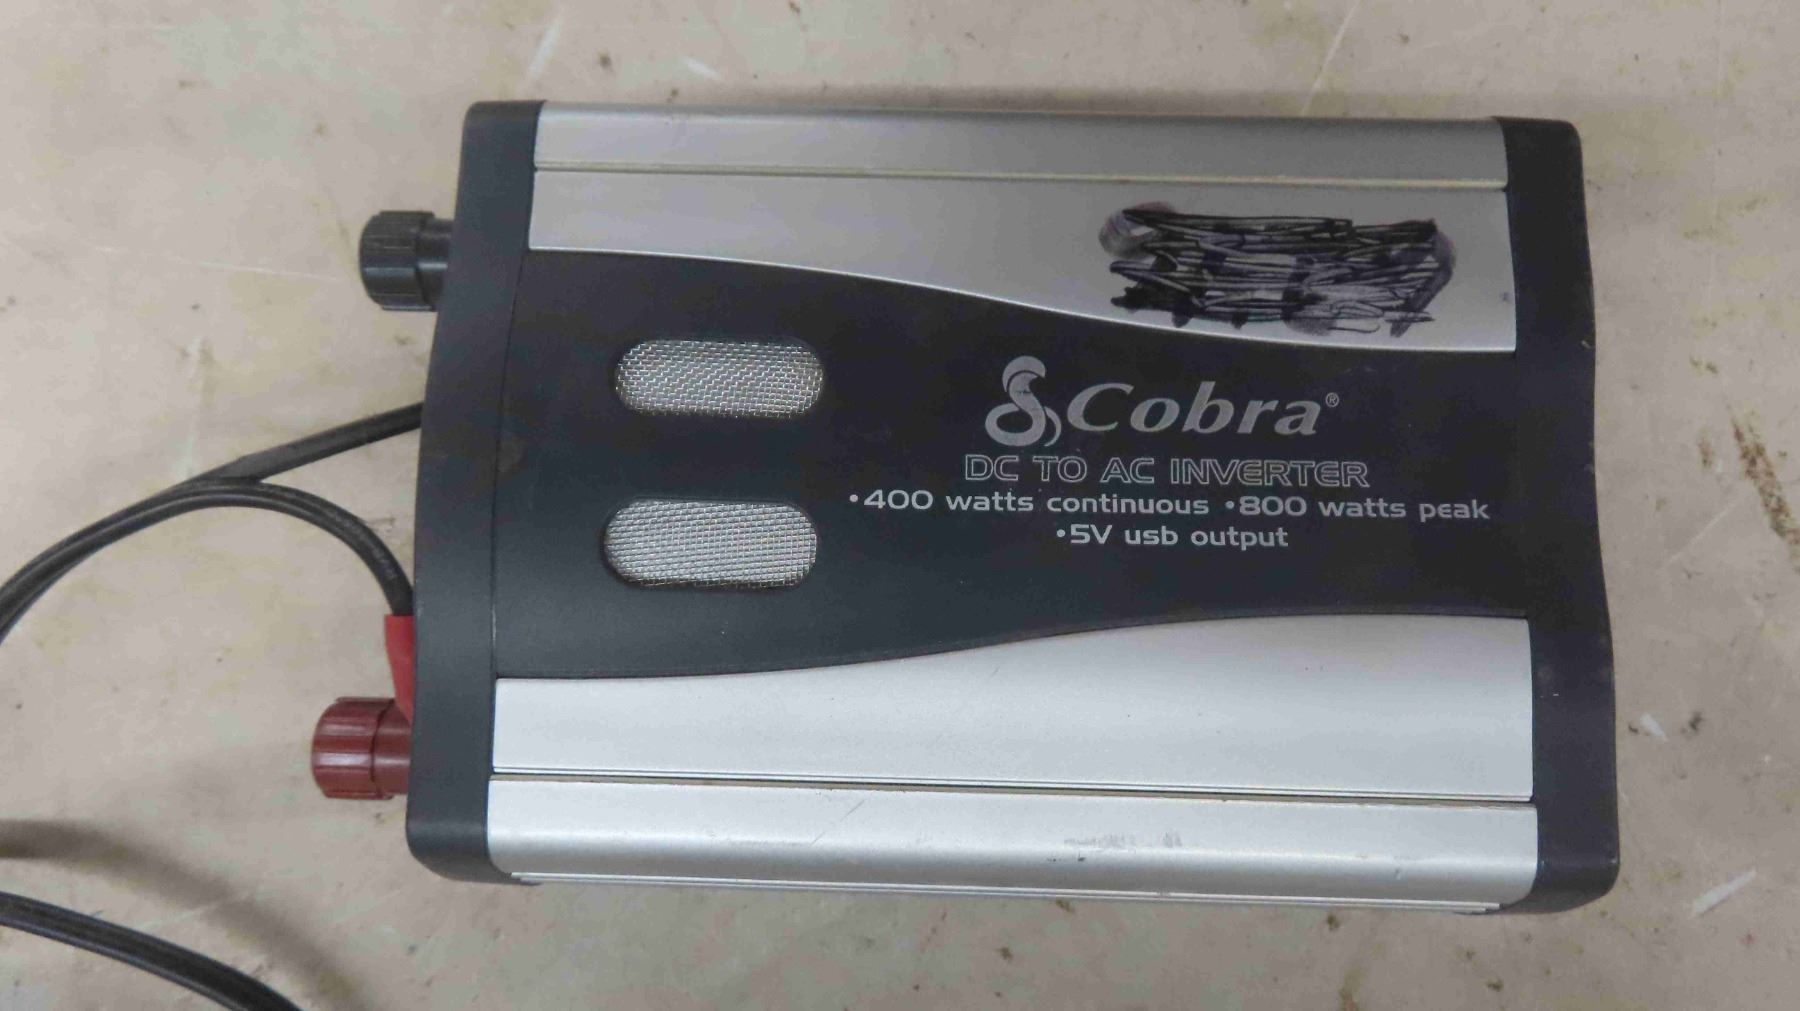 Cobra®
DC TO AC INVERTER
•400 watts continuous •800 watts peak
•5V usb output